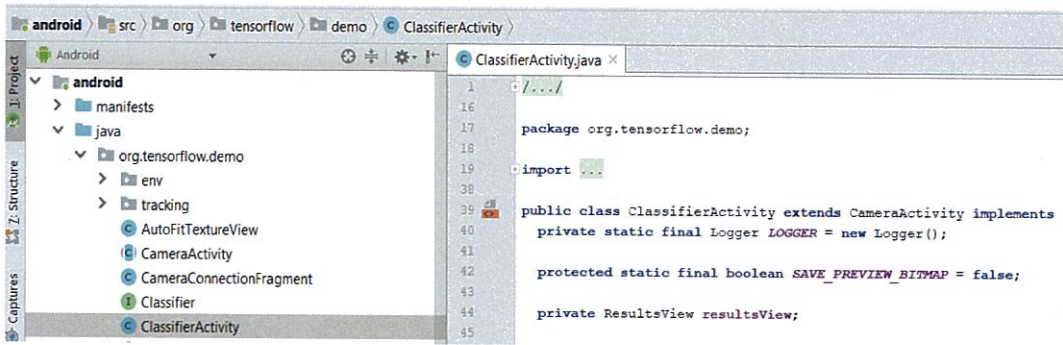 android src org tensorflow demo C ClassifierActivity
1: Project
Z: Structure
Captures
Android
android
manifests
java
org.tensorflow.demo
env
tracking
C AutoFitTextureView
C CameraActivity
C CameraConnectionFragment
I Classifier
C ClassifierActivity
C ClassifierActivity.java ×
1 /.../
16
17 package org.tensorflow.demo;
18
19 import ...
38
39 public class ClassifierActivity extends CameraActivity implements
40 private static final Logger LOGGER = new Logger();
41
42 protected static final boolean SAVE_PREVIEW_BITMAP = false;
43
44 private ResultsView resultsView;
45